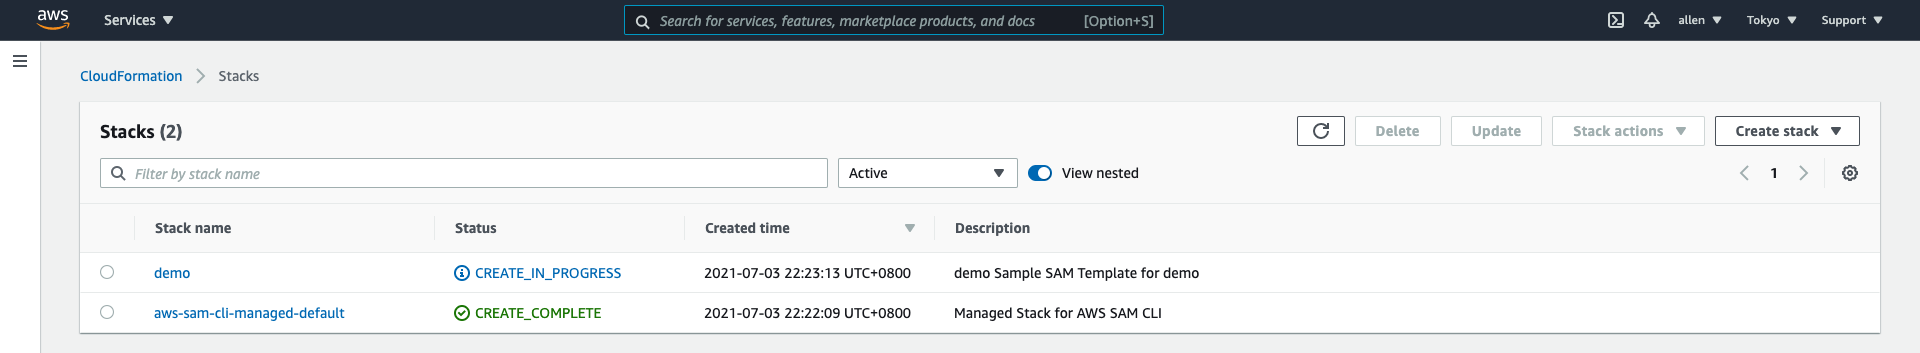 aws Services Search for services, features, marketplace products, and docs [Option+S] allen Tokyo Support
CloudFormation Stacks
Stacks (2) Delete Update Stack actions Create stack
Filter by stack name Active View nested 1
Stack name Status Created time Description
demo CREATE_IN_PROGRESS 2021-07-03 22:23:13 UTC+0800 demo Sample SAM Template for demo
aws-sam-cli-managed-default CREATE_COMPLETE 2021-07-03 22:22:09 UTC+0800 Managed Stack for AWS SAM CLI